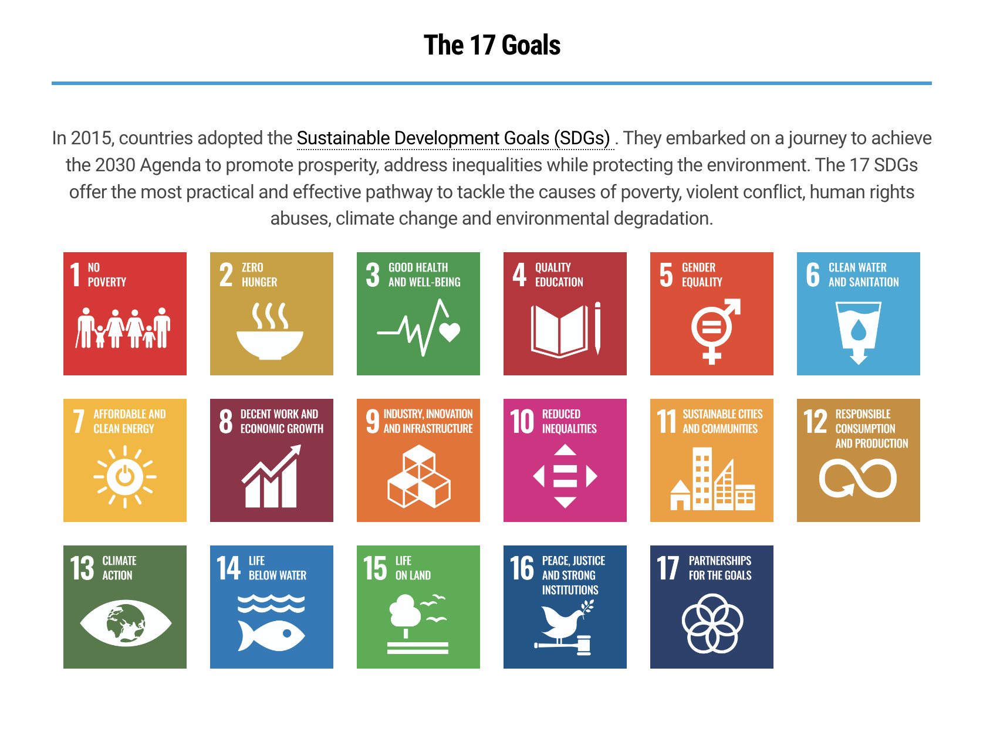 The 17 Goals
In 2015, countries adopted the Sustainable Development Goals (SDGs) . They embarked on a journey to achieve
the 2030 Agenda to promote prosperity, address inequalities while protecting the environment. The 17 SDGs
offer the most practical and effective pathway to tackle the causes of poverty, violent conflict, human rights
abuses, climate change and environmental degradation.
1 NO
POVERTY
2 ZERO
HUNGER
3 GOOD HEALTH
AND WELL-BEING
4 QUALITY
EDUCATION
5 GENDER
EQUALITY
6 CLEAN WATER
AND SANITATION
7 AFFORDABLE AND
CLEAN ENERGY
8 DECENT WORK AND
ECONOMIC GROWTH
9 INDUSTRY, INNOVATION
AND INFRASTRUCTURE
10 REDUCED
INEQUALITIES
11 SUSTAINABLE CITIES
AND COMMUNITIES
12 RESPONSIBLE
CONSUMPTION
AND PRODUCTION
13 CLIMATE
ACTION
14 LIFE
BELOW WATER
15 LIFE
ON LAND
16 PEACE, JUSTICE
AND STRONG
INSTITUTIONS
17 PARTNERSHIPS
FOR THE GOALS